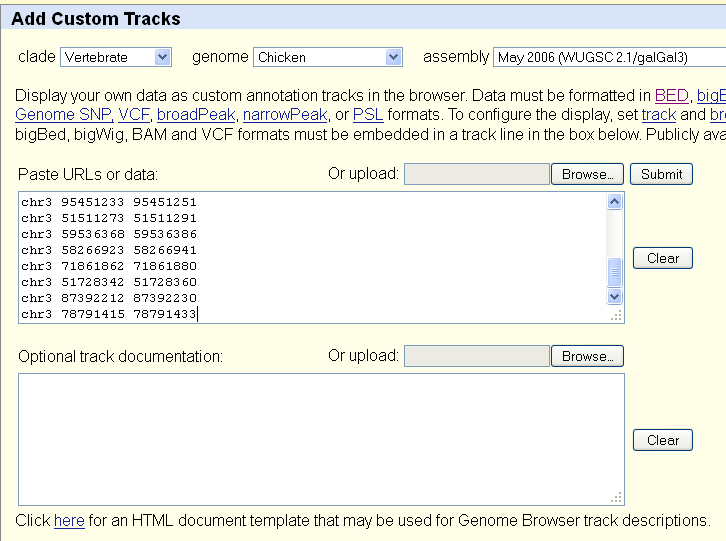 Add Custom Tracks
clade Vertebrate genome Chicken assembly May 2006 (WUGSC 2.1/galGal3)
Display your own data as custom annotation tracks in the browser. Data must be formatted in BED, bigB
Genome SNP, VCF, broadPeak, narrowPeak, or PSL formats. To configure the display, set track and br
bigBed, bigWig, BAM and VCF formats must be embedded in a track line in the box below. Publicly ava
Paste URLs or data: Or upload: Browse... Submit
chr3 95451233 95451251
chr3 51511273 51511291
chr3 59536368 59536386
chr3 58266923 58266941
chr3 71861862 71861880
chr3 51728342 51728360
chr3 87392212 87392230
chr3 78791415 78791433
Clear
Optional track documentation: Or upload: Browse...
Clear
Click here for an HTML document template that may be used for Genome Browser track descriptions.